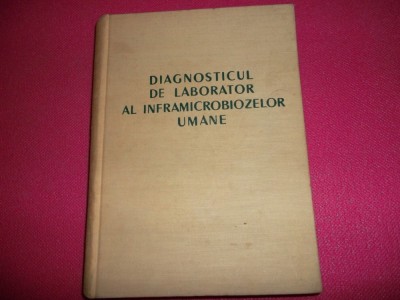 DIAGNOSTICUL
DE LABORATOR
AL INFRAMICROBIOZELOR
UMANE